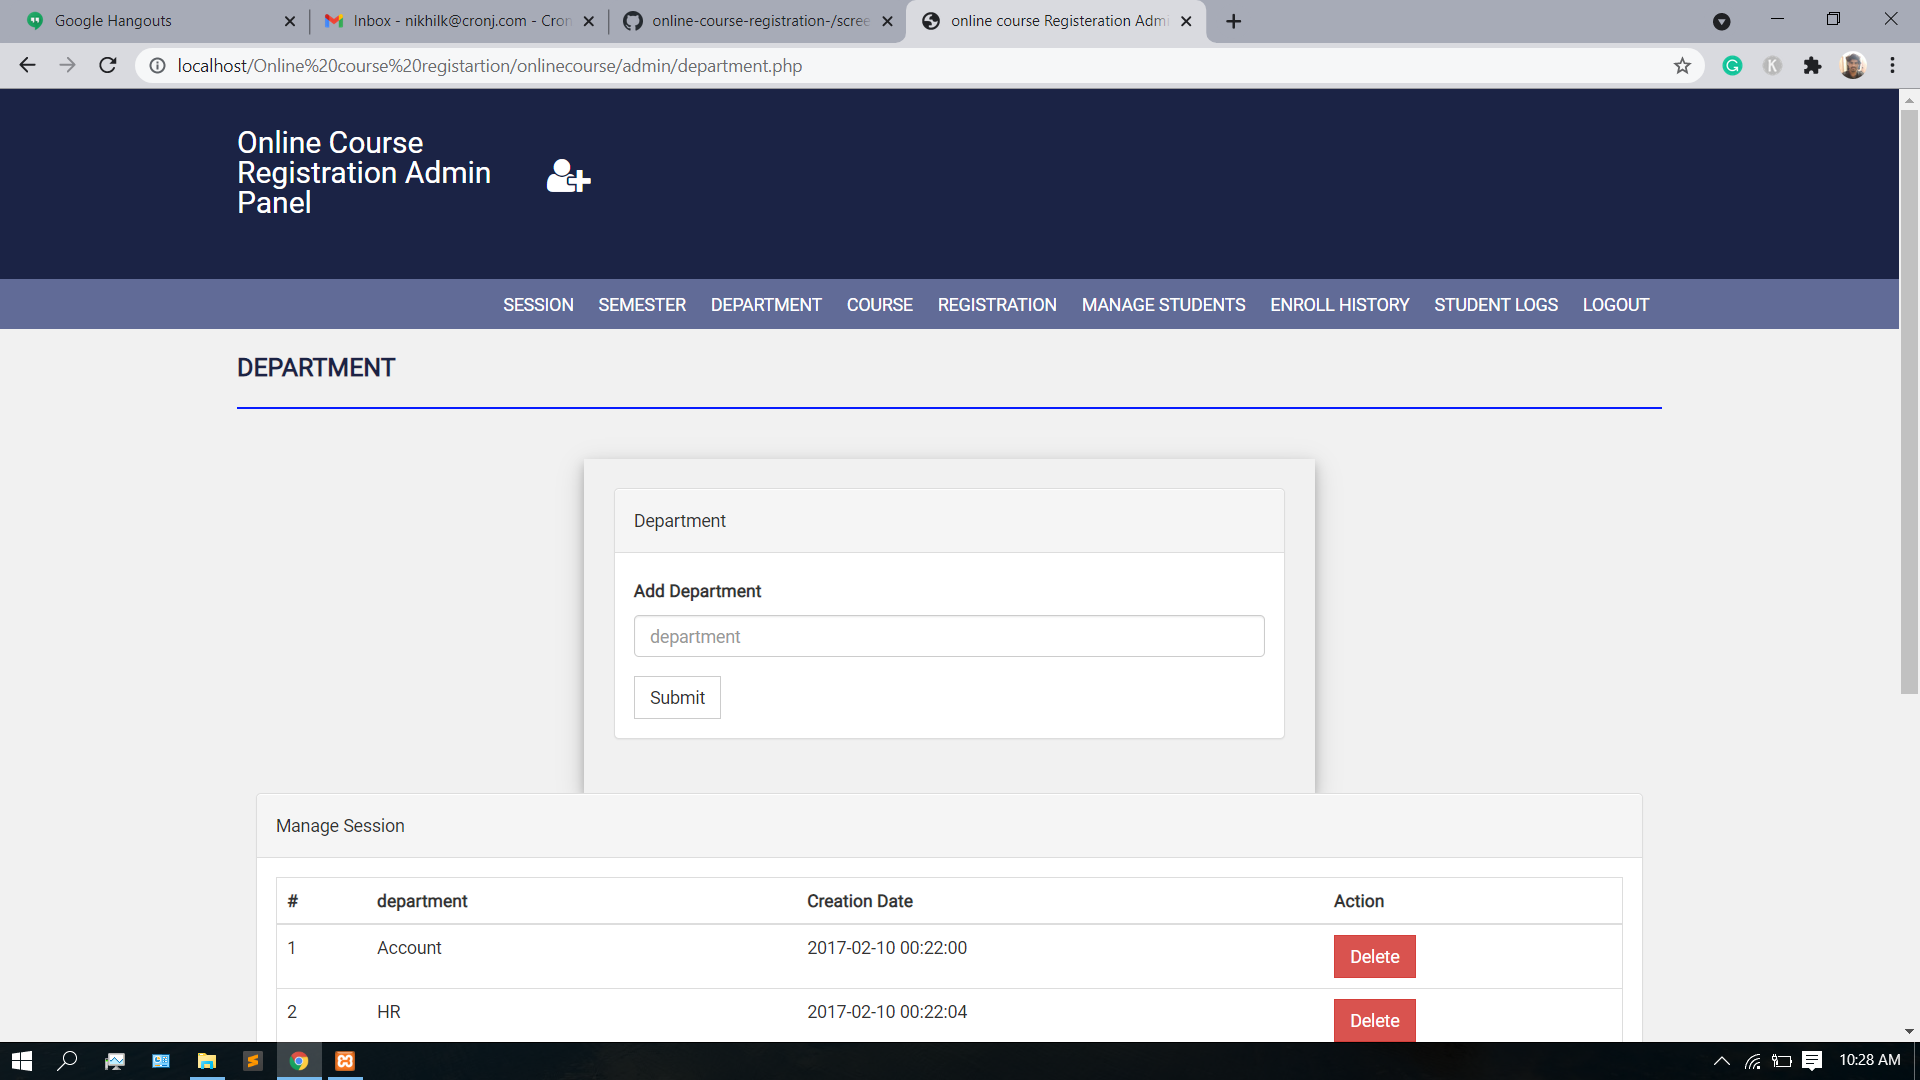 Google Hangouts
Inbox - nikhilk@cronj.com - Cron
online-course-registration-/scree
online course Registeration Admi
localhost/Online%20course%20registartion/onlinecourse/admin/department.php
Online Course
Registration Admin
Panel
SESSION SEMESTER DEPARTMENT COURSE REGISTRATION MANAGE STUDENTS ENROLL HISTORY STUDENT LOGS LOGOUT
DEPARTMENT
Department
Add Department
department
Submit
Manage Session
# department Creation Date Action
1 Account 2017-02-10 00:22:00 Delete
2 HR 2017-02-10 00:22:04 Delete
10:28 AM